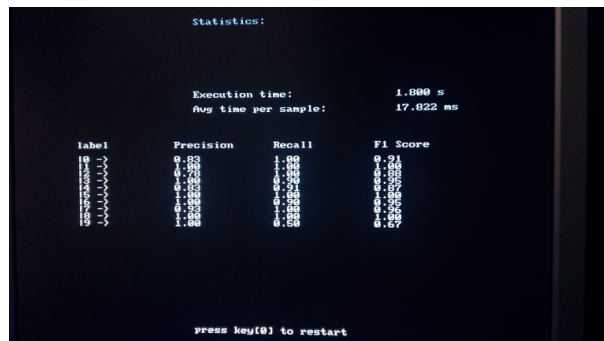 Statistics:
Execution time: 1.800 s
Avg time per sample: 17.822 ms
label Precision Recall F1 Score
|0 -> 0.83 1.00 0.91
|1 -> 1.00 1.00 1.00
|2 -> 0.78 1.00 0.88
|3 -> 1.00 0.90 0.95
|4 -> 0.83 0.91 0.87
|5 -> 1.00 1.00 1.00
|6 -> 1.00 0.90 0.95
|7 -> 0.93 1.00 0.96
|8 -> 1.00 1.00 1.00
|9 -> 1.00 0.50 0.67
press key[0] to restart